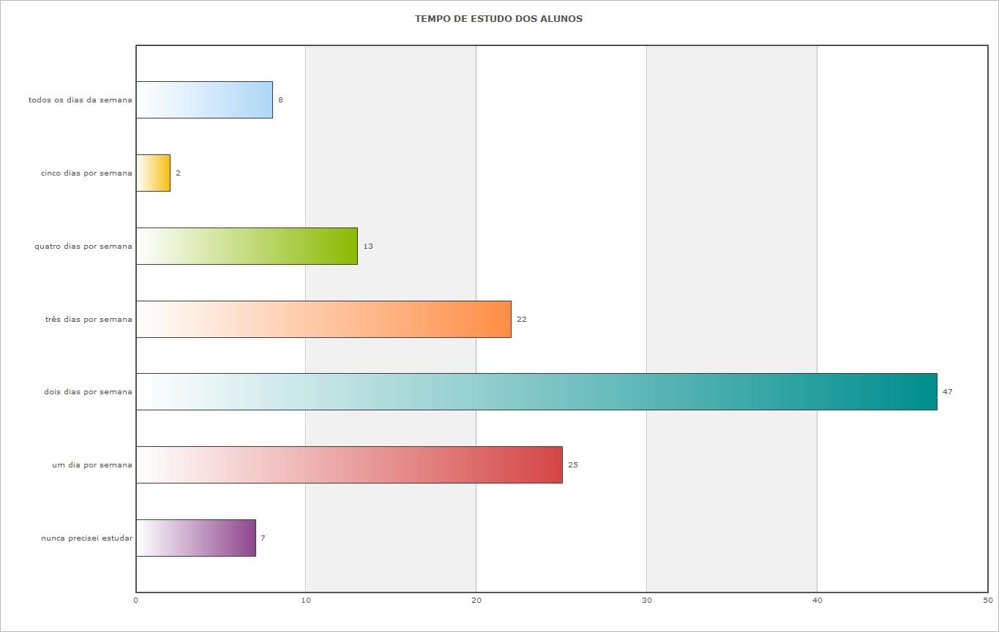 TEMPO DE ESTUDO DOS ALUNOS
todos os dias da semana 8
cinco dias por semana 2
quatro dias por semana 13
três dias por semana 22
dois dias por semana 47
um dia por semana 25
nunca precisei estudar 7
0 10 20 30 40 50